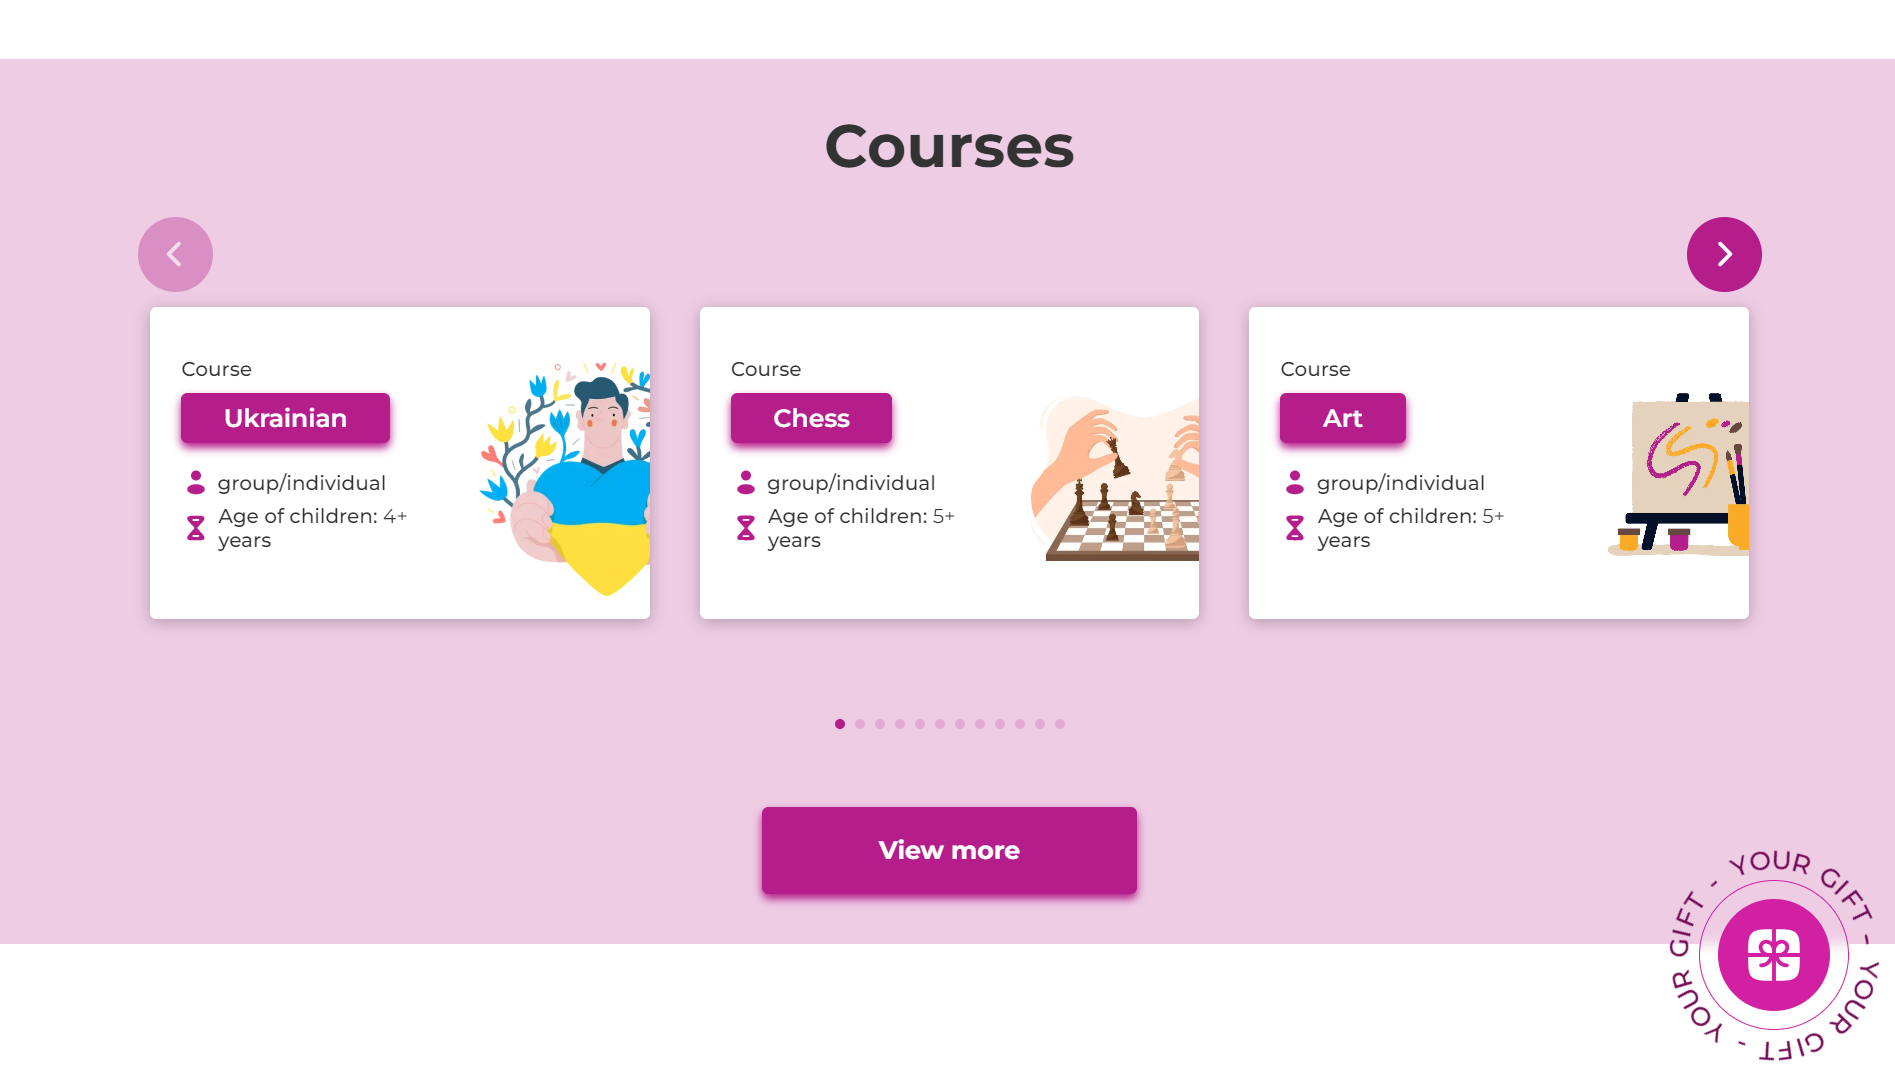 Courses
Course
Ukrainian
group/individual
Age of children: 4+
years
Course
Chess
group/individual
Age of children: 5+
years
Course
Art
group/individual
Age of children: 5+
years
View more
YOUR GIFT - YOUR GIFT - YOUR GIFT -